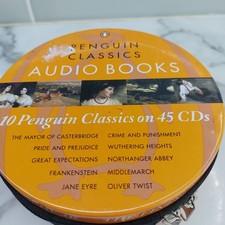 PENGUIN
CLASSICS
AUDIO BOOKS
10 Penguin Classics on 45 CDs
THE MAYOR OF CASTERBRIDGE CRIME AND PUNISHMENT
PRIDE AND PREJUDICE WUTHERING HEIGHTS
GREAT EXPECTATIONS NORTHANGER ABBEY
FRANKENSTEIN MIDDLEMARCH
JANE EYRE OLIVER TWIST